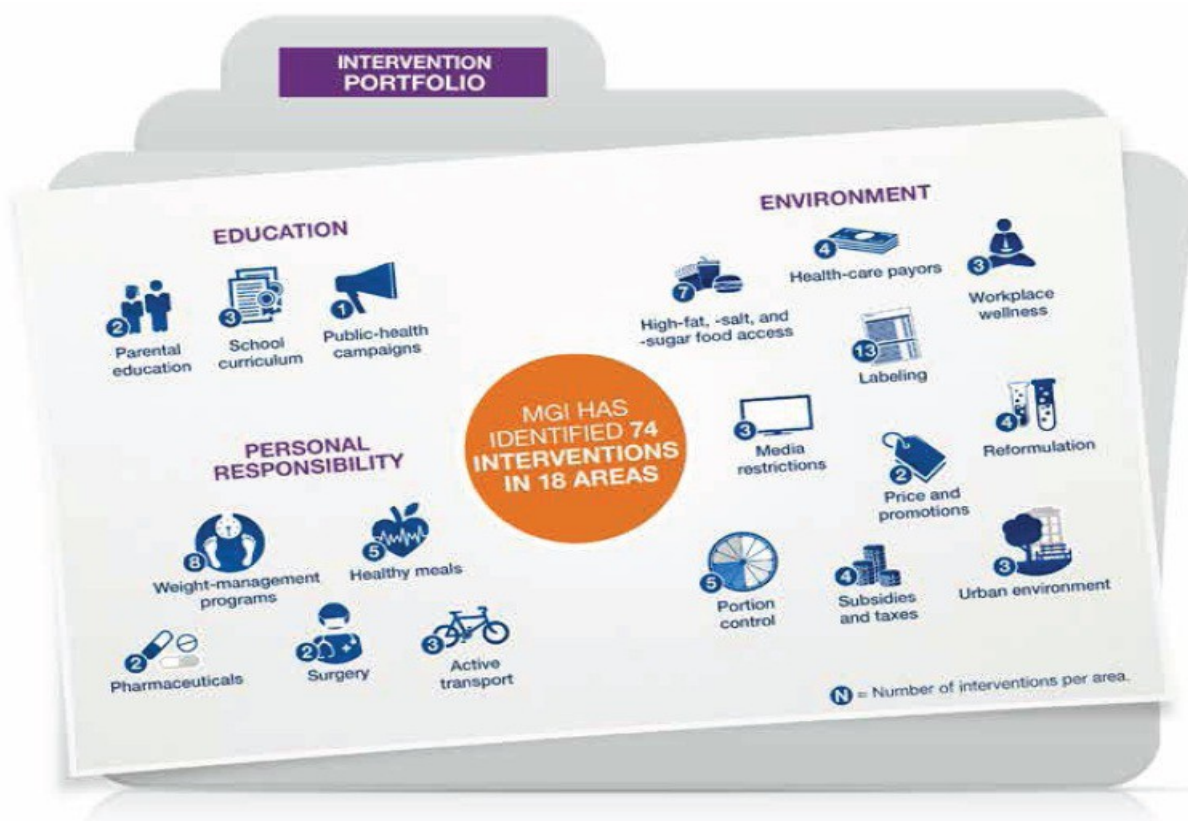 INTERVENTION
PORTFOLIO
EDUCATION
2
Parental
education
3
School
curriculum
1
Public-health
campaigns
PERSONAL
RESPONSIBILITY
8
Weight-management
programs
5
Healthy meals
2
Pharmaceuticals
2
Surgery
3
Active
transport
MGI HAS
IDENTIFIED 74
INTERVENTIONS
IN 18 AREAS
ENVIRONMENT
7
High-fat, -salt, and
-sugar food access
4
Health-care payors
3
Workplace
wellness
13
Labeling
3
Media
restrictions
2
Price and
promotions
4
Reformulation
5
Portion
control
4
Subsidies
and taxes
3
Urban environment
N = Number of interventions per area.